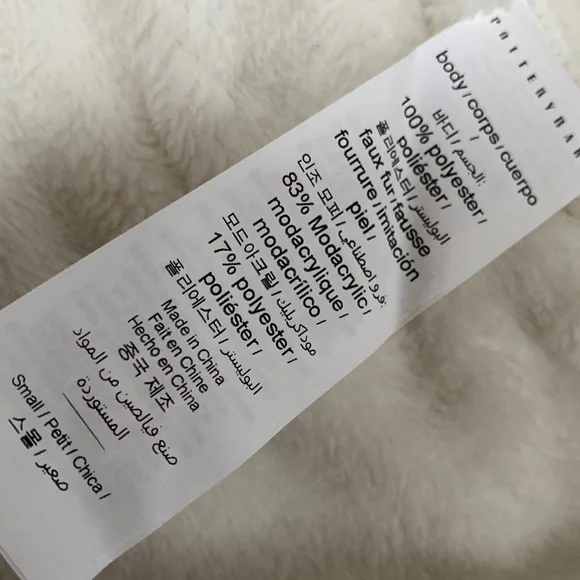 POTTERYBAR
body / corps / cuerpo
바디 / الجسم:
100% polyester /
poliéster /
폴리에스터 / البوليستر
faux fur-fausse
fourrure / imitación
piel /
인조 모피 / فرو اصطناعي:
83% Modacrylic /
modacrylique /
modacrílico /
모드아크릴 / موداكريليك
17% polyester /
poliéster /
폴리에스터 / البوليستر
Made in China
Fait en Chine
Hecho en China
중국 제조
صنع فيالصين من المواد
المستوردة
Small / Petit / Chica /
스몰 / صغير